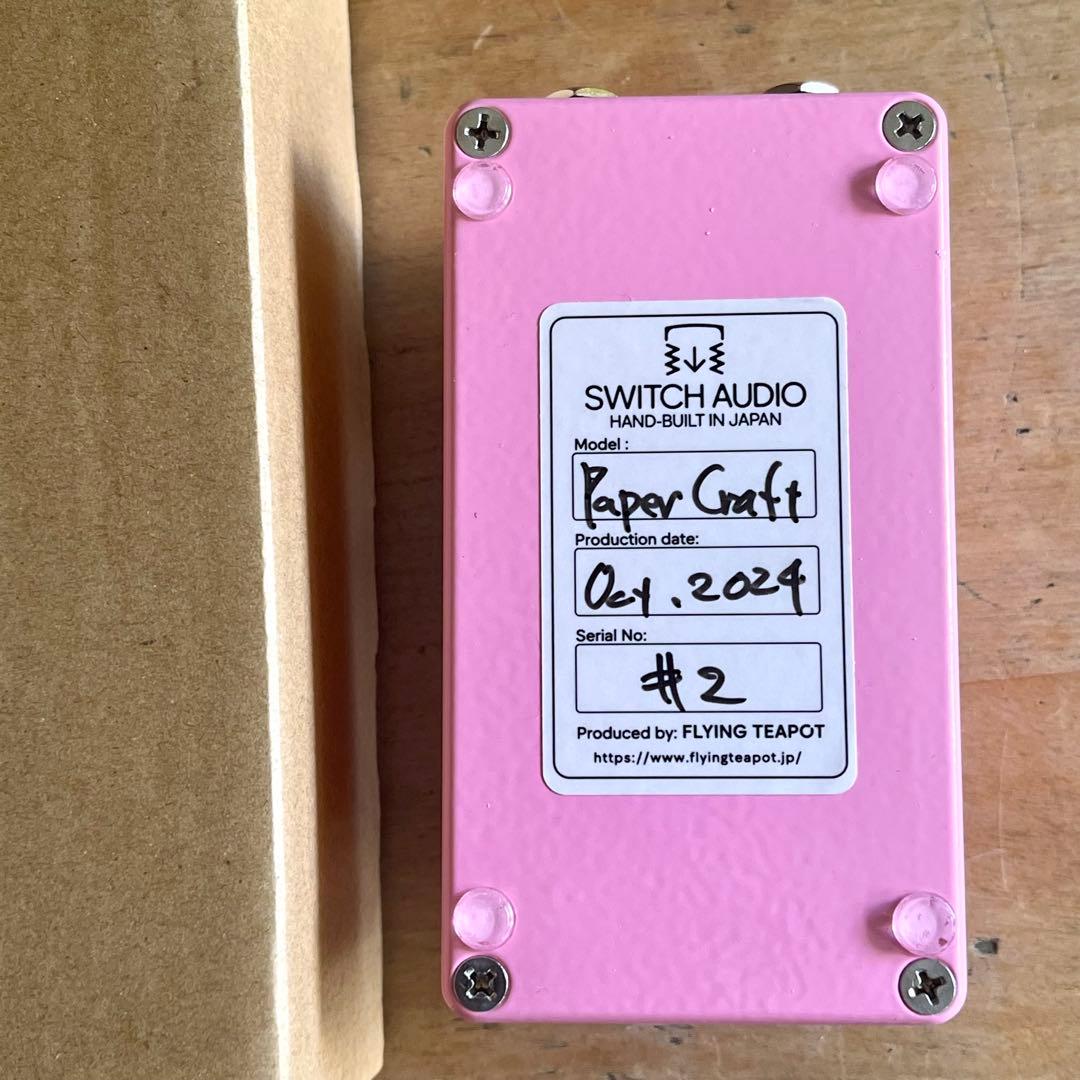 SWITCH AUDIO
HAND-BUILT IN JAPAN
Model :
Paper Craft
Production date:
Oct. 2024
Serial No:
#2
Produced by: FLYING TEAPOT
https://www.flyingteapot.jp/